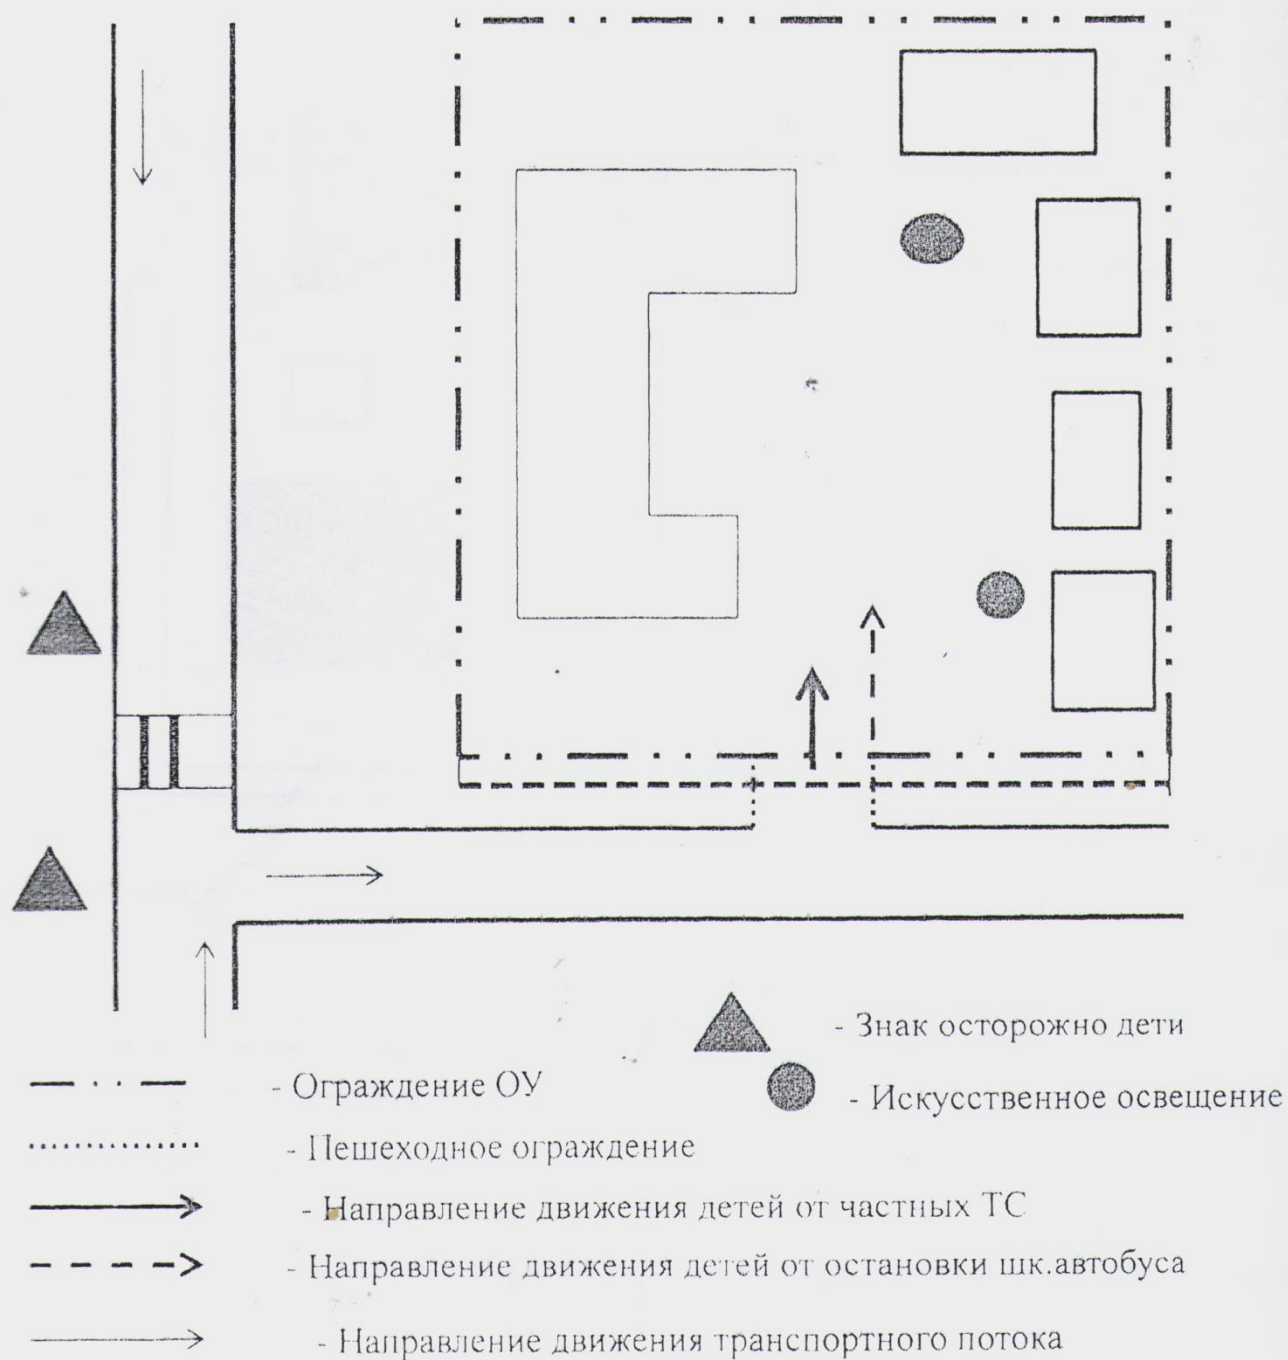 - Знак осторожно дети
- Ограждение ОУ
- Искусственное освещение
- Пешеходное ограждение
- Направление движения детей от частных ТС
- Направление движения детей от остановки шк.автобуса
- Направление движения транспортного потока